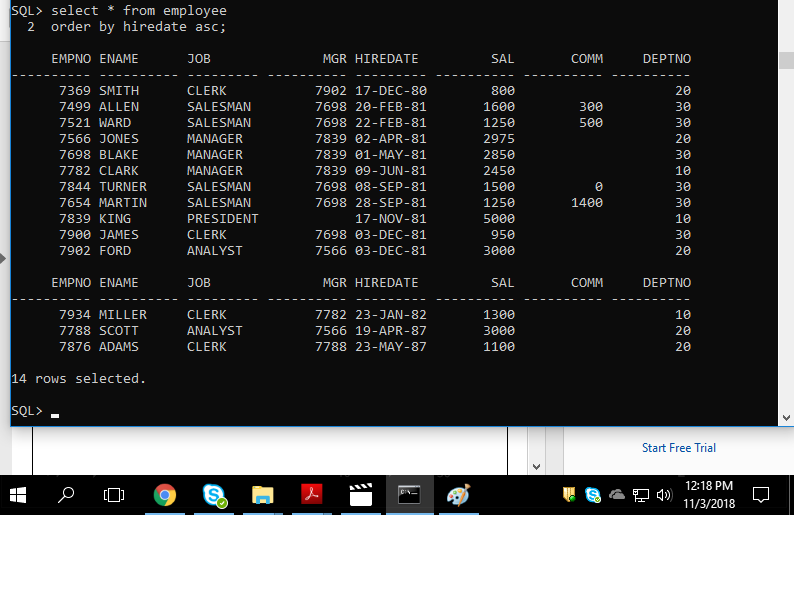 SQL> select * from employee
  2  order by hiredate asc;

     EMPNO ENAME      JOB              MGR HIREDATE         SAL       COMM     DEPTNO
---------- ---------- --------- ---------- --------- ---------- ---------- ----------
      7369 SMITH      CLERK           7902 17-DEC-80        800                    20
      7499 ALLEN      SALESMAN        7698 20-FEB-81       1600        300         30
      7521 WARD       SALESMAN        7698 22-FEB-81       1250        500         30
      7566 JONES      MANAGER         7839 02-APR-81       2975                    20
      7698 BLAKE      MANAGER         7839 01-MAY-81       2850                    30
      7782 CLARK      MANAGER         7839 09-JUN-81       2450                    10
      7844 TURNER     SALESMAN        7698 08-SEP-81       1500          0         30
      7654 MARTIN     SALESMAN        7698 28-SEP-81       1250       1400         30
      7839 KING       PRESIDENT            17-NOV-81       5000                    10
      7900 JAMES      CLERK           7698 03-DEC-81        950                    30
      7902 FORD       ANALYST         7566 03-DEC-81       3000                    20

     EMPNO ENAME      JOB              MGR HIREDATE         SAL       COMM     DEPTNO
---------- ---------- --------- ---------- --------- ---------- ---------- ----------
      7934 MILLER     CLERK           7782 23-JAN-82       1300                    10
      7788 SCOTT      ANALYST         7566 19-APR-87       3000                    20
      7876 ADAMS      CLERK           7788 23-MAY-87       1100                    20

14 rows selected.

SQL>
Start Free Trial
12:18 PM
11/3/2018